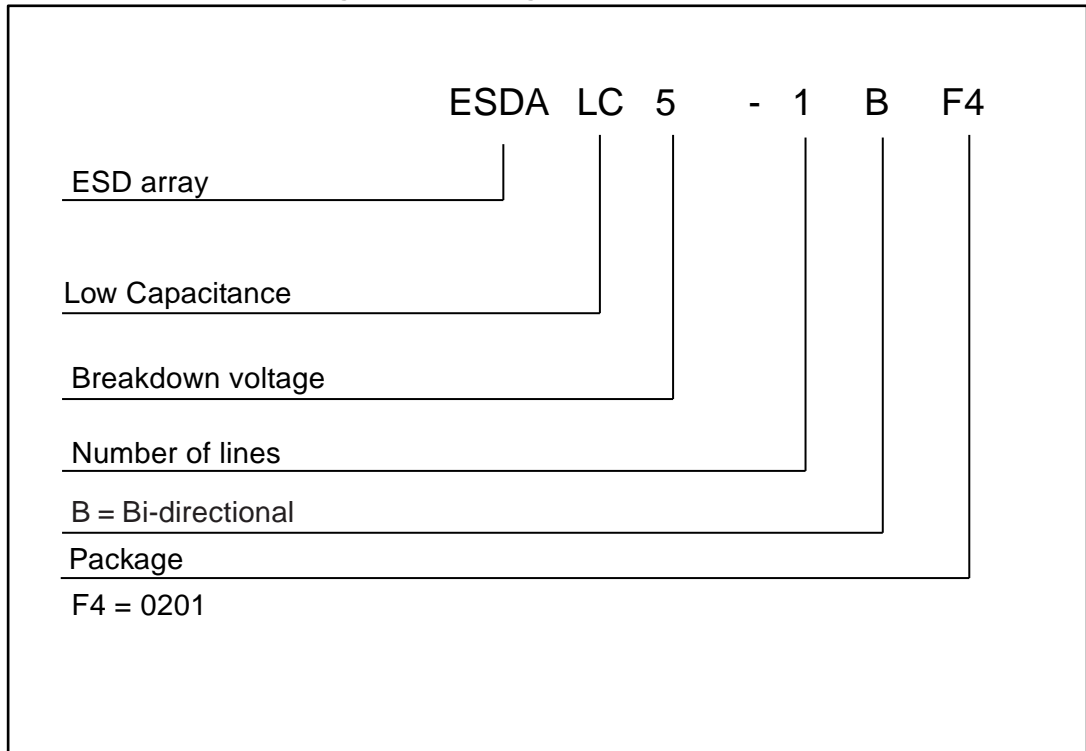 ESDA LC 5 - 1 B F4
ESD array
Low Capacitance
Breakdown voltage
Number of lines
B = Bi-directional
Package
F4 = 0201